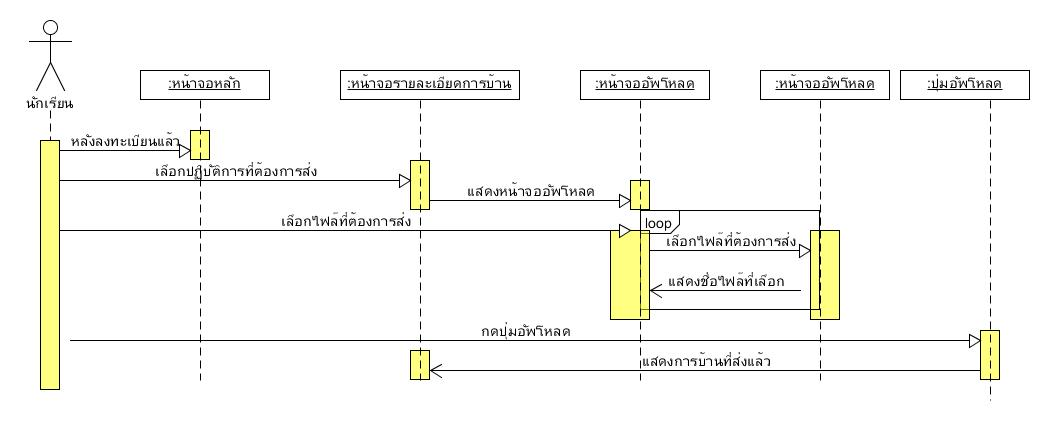 :หน้าจอหลัก
:หน้าจอรายละเอียดการบ้าน
:หน้าจออัพโหลด
:หน้าจออัพโหลด
:ปุ่มอัพโหลด
นักเรียน
หลังลงทะเบียนแล้ว
เลือกปฏิบัติการที่ต้องการส่ง
แสดงหน้าจออัพโหลด
เลือกไฟล์ที่ต้องการส่ง
loop
เลือกไฟล์ที่ต้องการส่ง
แสดงชื่อไฟล์ที่เลือก
กดปุ่มอัพโหลด
แสดงการบ้านที่ส่งแล้ว